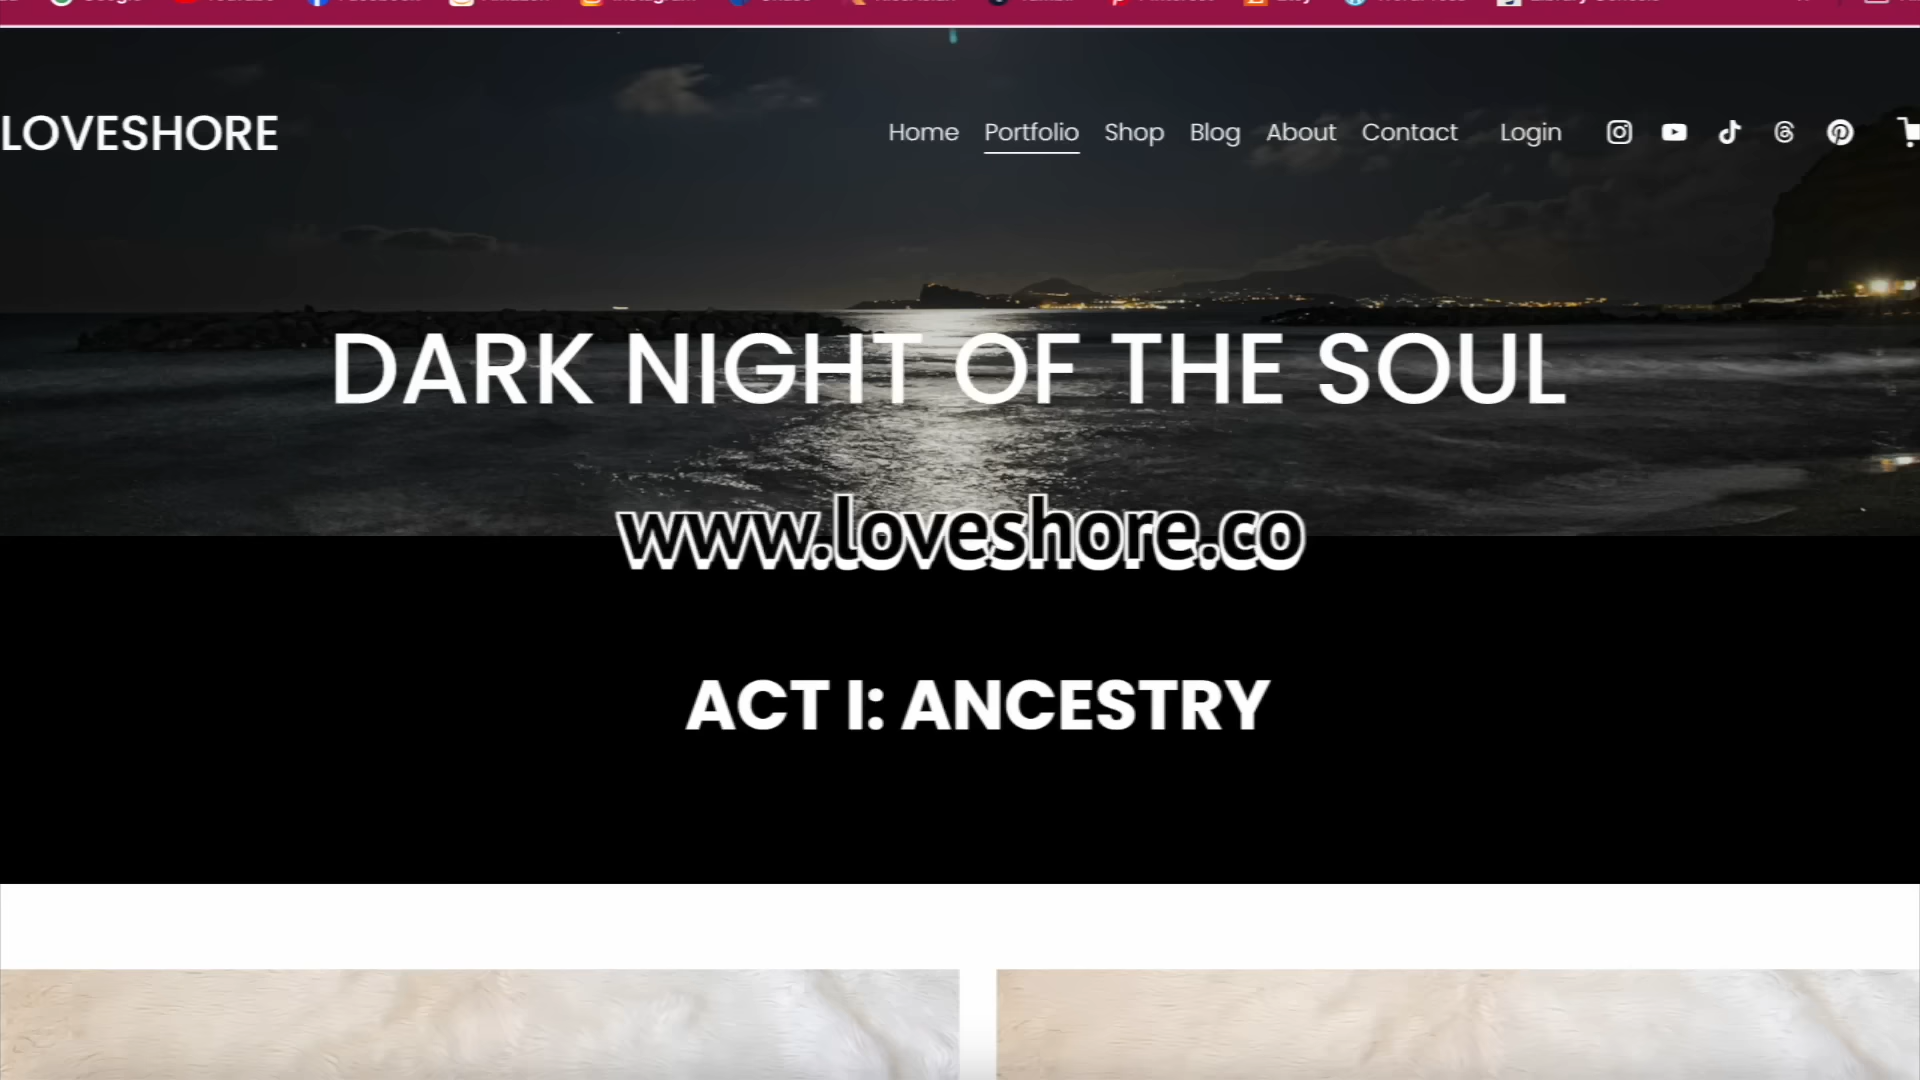 LOVESHORE
Home Portfolio Shop Blog About Contact Login
DARK NIGHT OF THE SOUL
www.loveshore.co
ACT I: ANCESTRY